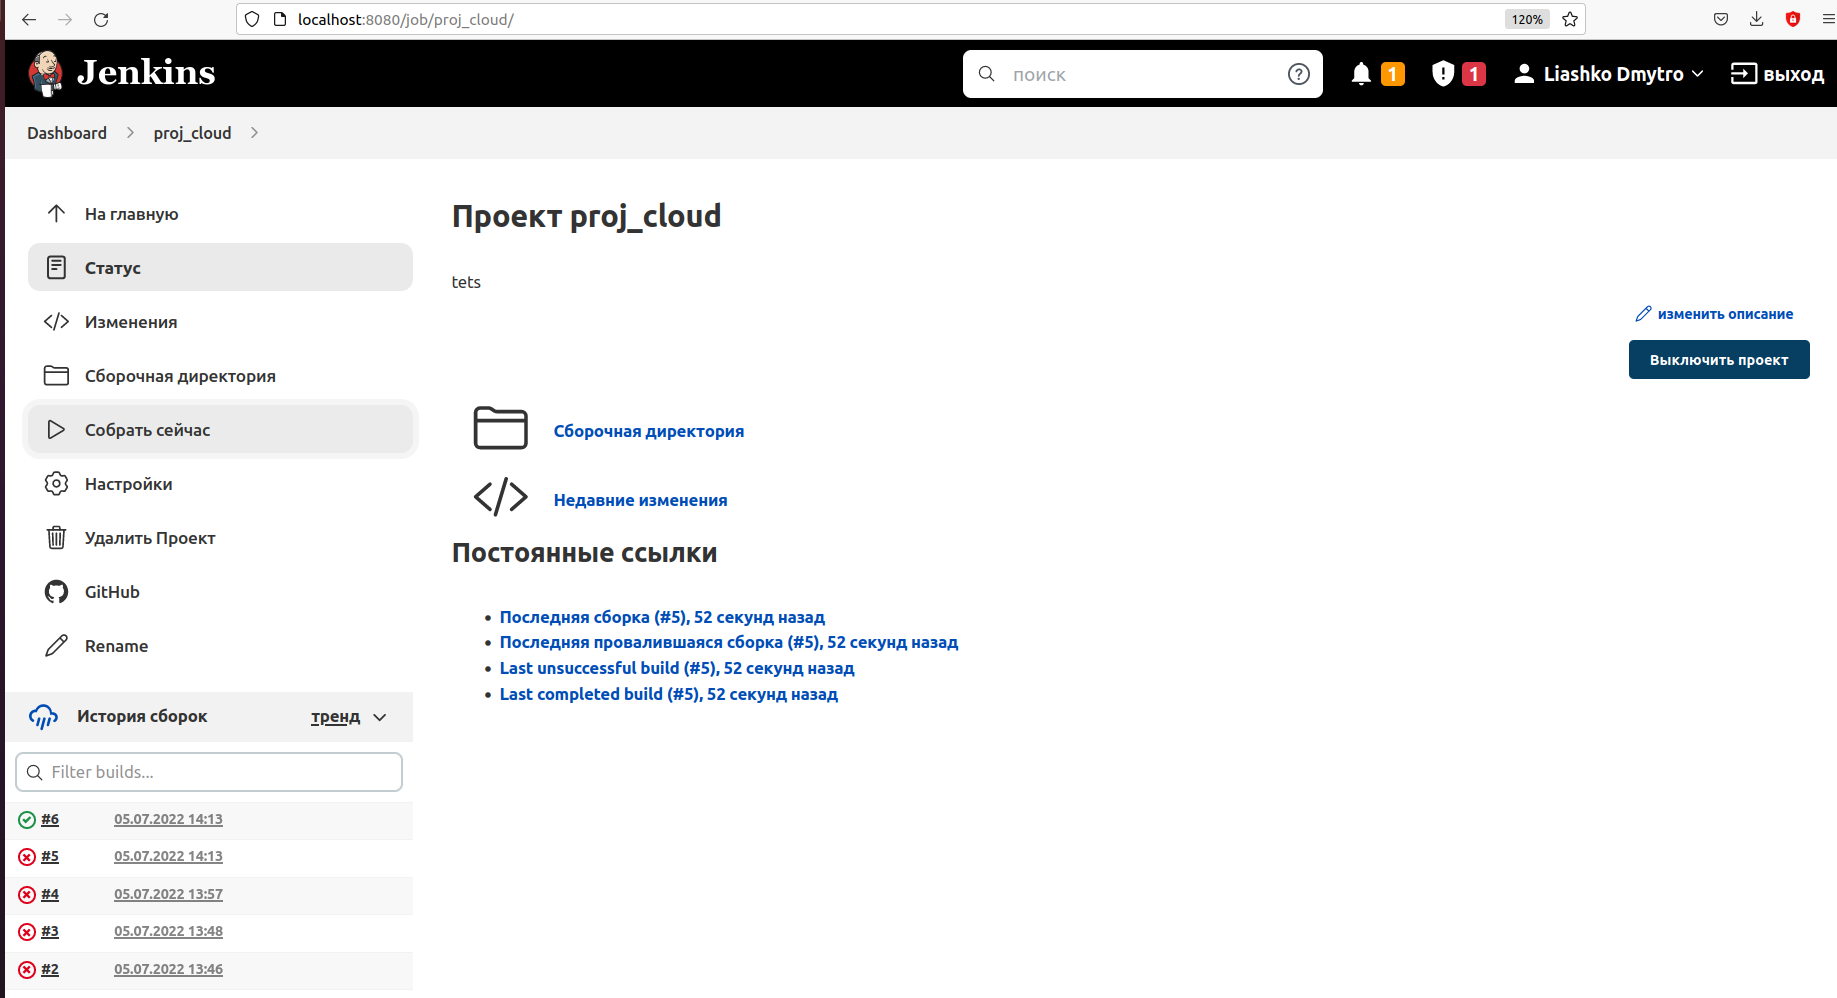 localhost:8080/job/proj_cloud/
120%
Jenkins
поиск
1
1
Liashko Dmytro
выход
Dashboard
proj_cloud
На главную
Статус
Изменения
Сборочная директория
Собрать сейчас
Настройки
Удалить Проект
GitHub
Rename
История сборок
тренд
Filter builds...
#6 05.07.2022 14:13
#5 05.07.2022 14:13
#4 05.07.2022 13:57
#3 05.07.2022 13:48
#2 05.07.2022 13:46
Проект proj_cloud
tets
изменить описание
Выключить проект
Сборочная директория
Недавние изменения
Постоянные ссылки
Последняя сборка (#5), 52 секунд назад
Последняя провалившаяся сборка (#5), 52 секунд назад
Last unsuccessful build (#5), 52 секунд назад
Last completed build (#5), 52 секунд назад